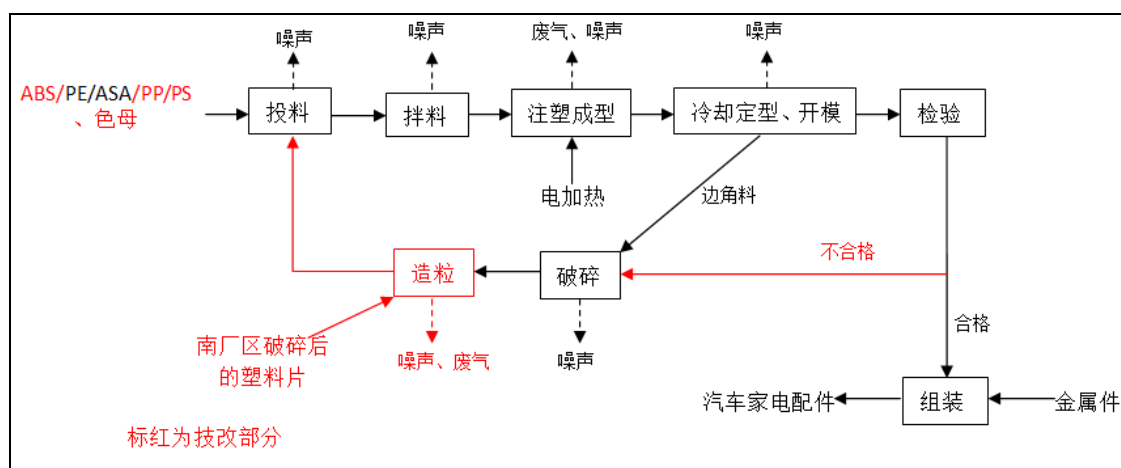 噪声
噪声
废气、噪声
噪声
ABS/PE/ASA/PP/PS
、色母
投料
拌料
注塑成型
冷却定型、开模
检验
电加热
边角料
造粒
破碎
不合格
南厂区破碎后
的塑料片
噪声、废气
噪声
合格
汽车家电配件
组装
金属件
标红为技改部分